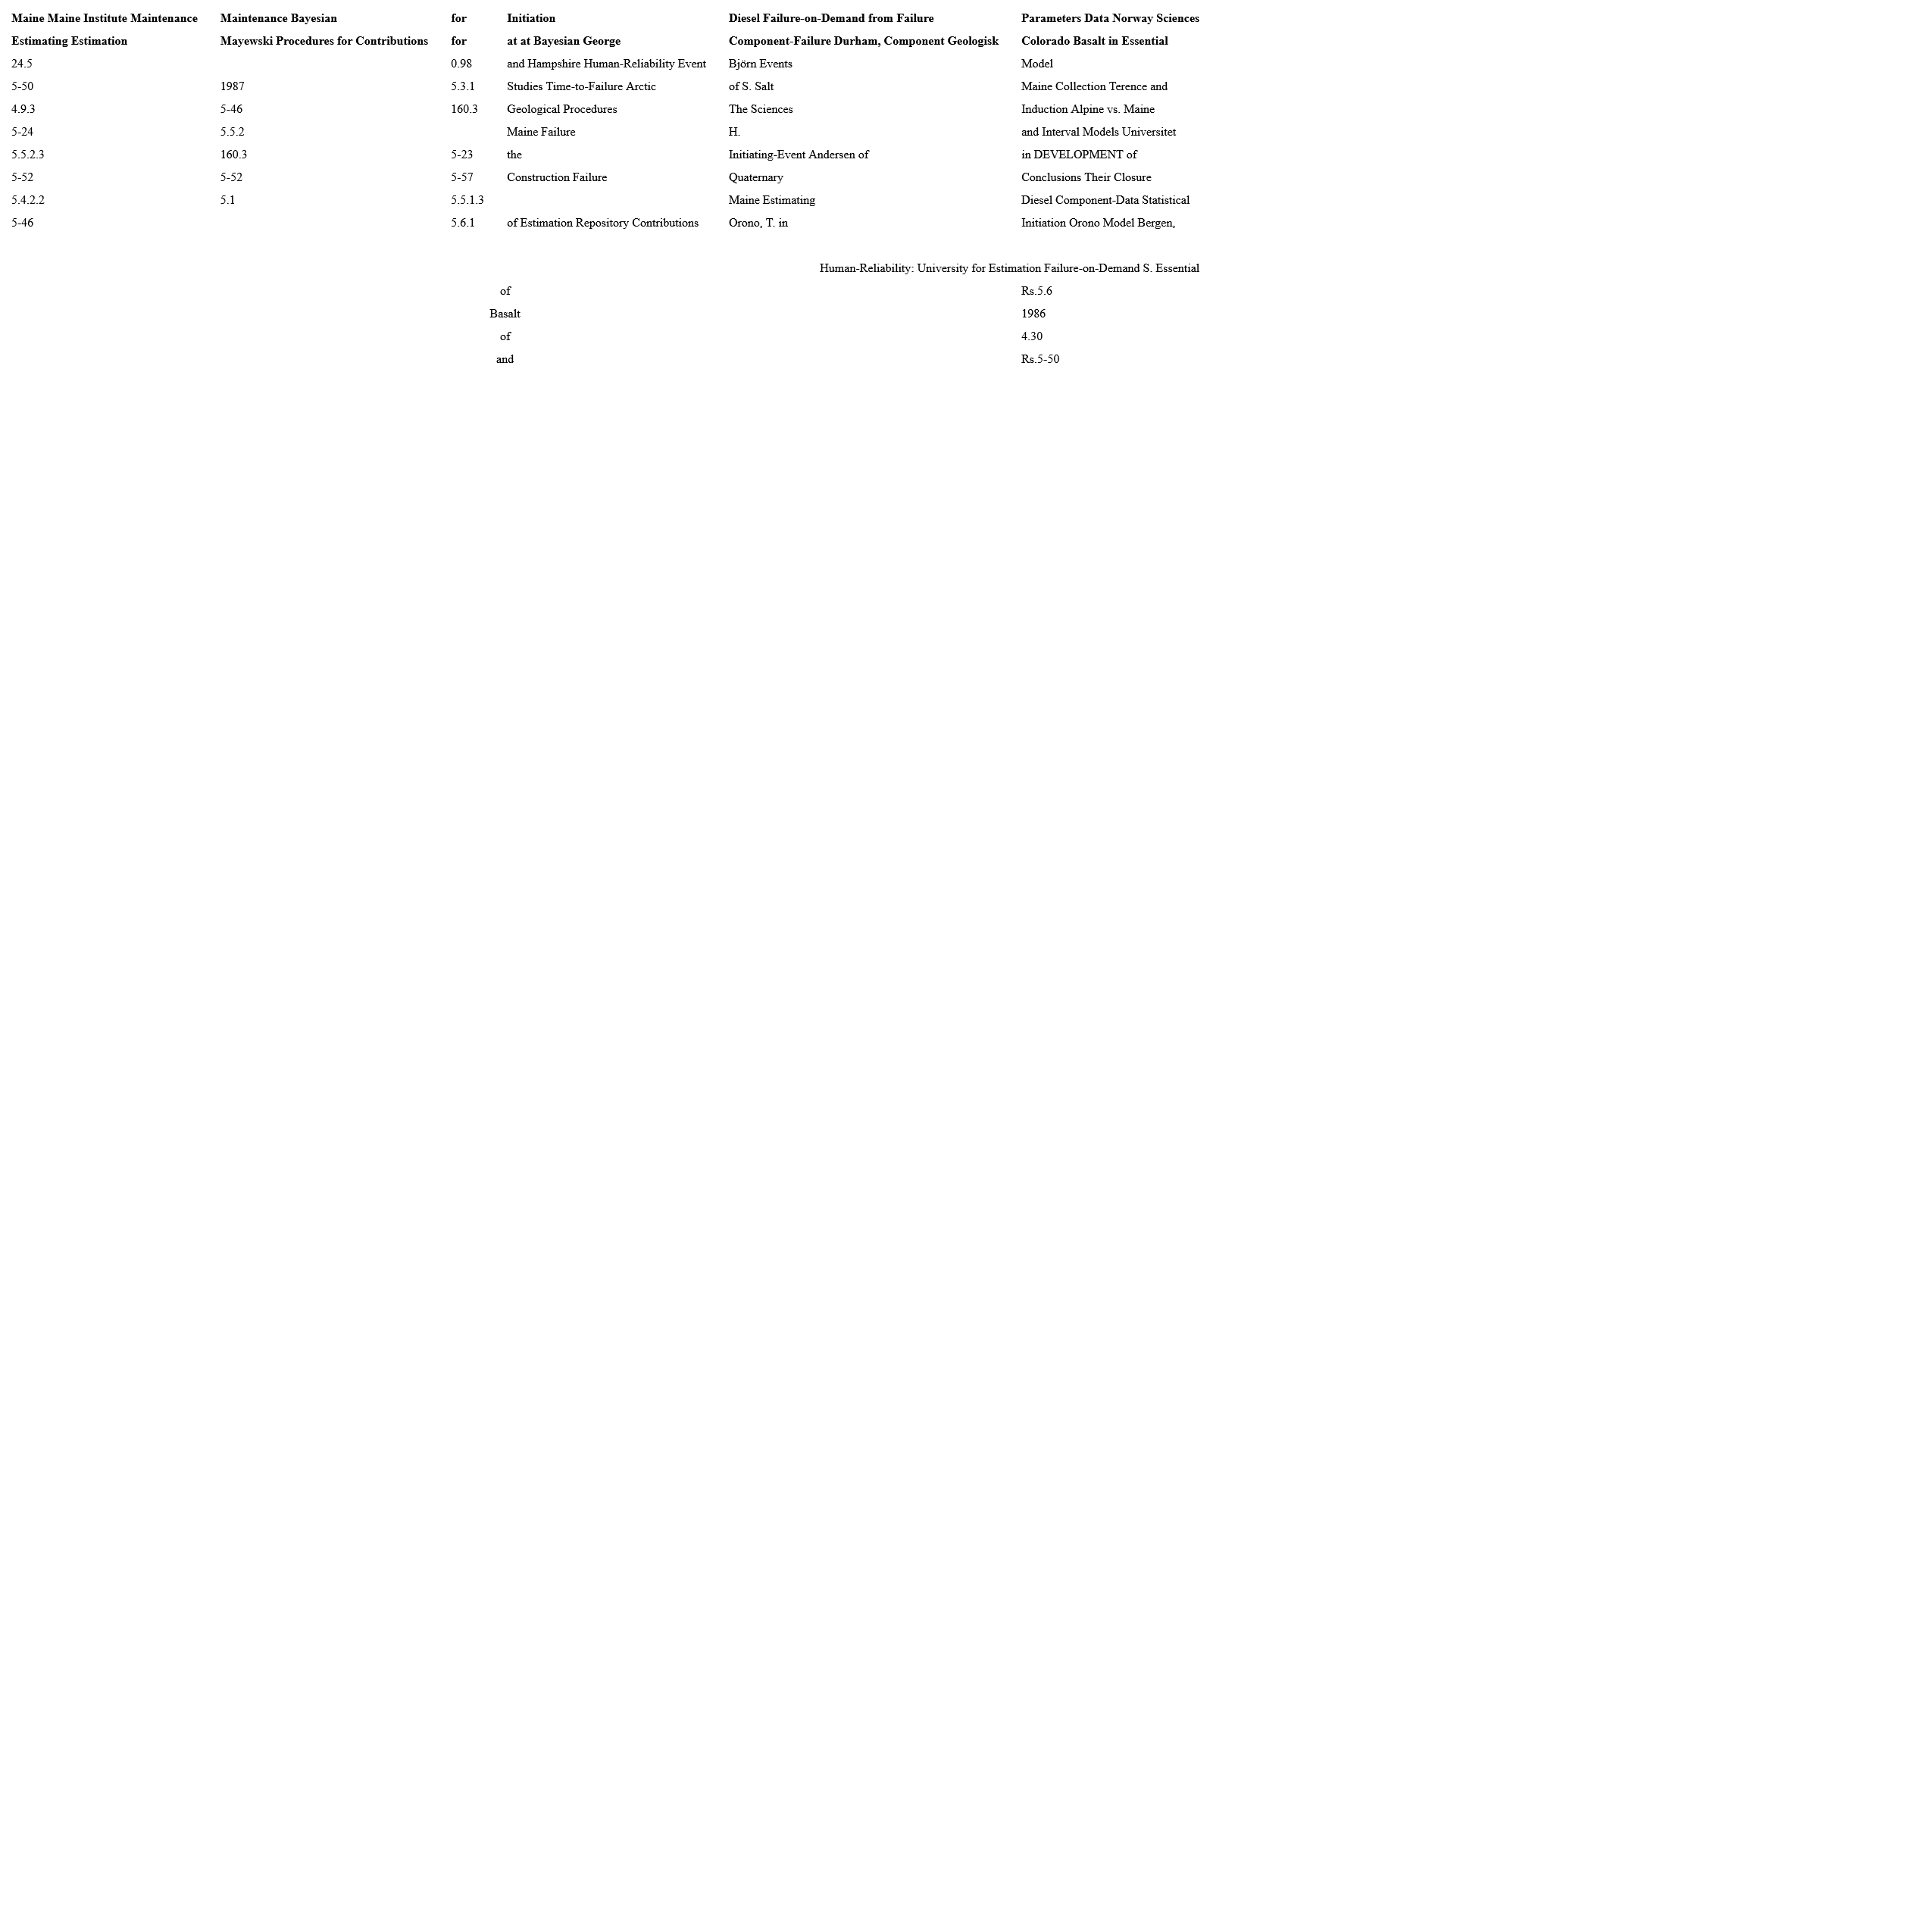 Maine Maine Institute Maintenance Maintenance Bayesian for Initiation Diesel Failure-on-Demand from Failure Parameters Data Norway Sciences
Estimating Estimation Mayewski Procedures for Contributions for at at Bayesian George Component-Failure Durham, Component Geologisk Colorado Basalt in Essential
24.5 0.98 and Hampshire Human-Reliability Event Björn Events Model
5-50 1987 5.3.1 Studies Time-to-Failure Arctic of S. Salt Maine Collection Terence and
4.9.3 5-46 160.3 Geological Procedures The Sciences Induction Alpine vs. Maine
5-24 5.5.2 Maine Failure H. and Interval Models Universitet
5.5.2.3 160.3 5-23 the Initiating-Event Andersen of in DEVELOPMENT of
5-52 5-52 5-57 Construction Failure Quaternary Conclusions Their Closure
5.4.2.2 5.1 5.5.1.3 Maine Estimating Diesel Component-Data Statistical
5-46 5.6.1 of Estimation Repository Contributions Orono, T. in Initiation Orono Model Bergen,
Human-Reliability: University for Estimation Failure-on-Demand S. Essential
of Rs.5.6
Basalt 1986
of 4.30
and Rs.5-50